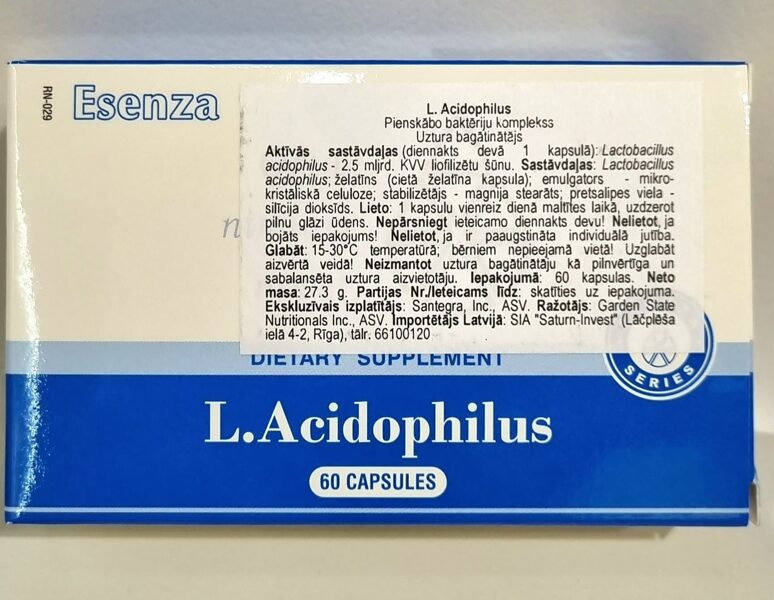 RN-029
Esenza
L. Acidophilus
Pienskābo baktēriju komplekss
Uztura bagātinātājs
Aktīvās sastāvdaļas (diennakts devā 1 kapsulā): Lactobacillus
acidophilus - 2.5 mljrd. KVV liofilizētu šūnu. Sastāvdaļas: Lactobacillus
acidophilus; želatīns (cietā želatīna kapsula); emulgators - mikro-
kristāliskā celuloze; stabilizētājs - magnija stearāts; pretsalipes viela -
silīcija dioksīds. Lieto: 1 kapsulu vienreiz dienā maltītes laikā, uzdzerot
pilnu glāzi ūdens. Nepārsniegt ieteicamo diennakts devu! Nelietot, ja
bojāts iepakojums! Nelietot, ja ir paaugstināta individuālā jutība.
Glabāt: 15-30°C temperatūrā; bērniem nepieejamā vietā! Uzglabāt
aizvērtā veidā! Neizmantot uztura bagātinātāju kā pilnvērtīga un
sabalansēta uztura aizvietotāju. Iepakojumā: 60 kapsulas. Neto
masa: 27.3 g. Partijas Nr./Ieteicams līdz: skatīties uz iepakojuma.
Ekskluzīvais izplatītājs: Santegra, Inc., ASV. Ražotājs: Garden State
Nutritionals Inc., ASV. Importētājs Latvijā: SIA "Saturn-Invest" (Lāčplēša
ielā 4-2, Rīga), tālr. 66100120
DIETARY SUPPLEMENT
SERIES
L.Acidophilus
60 CAPSULES